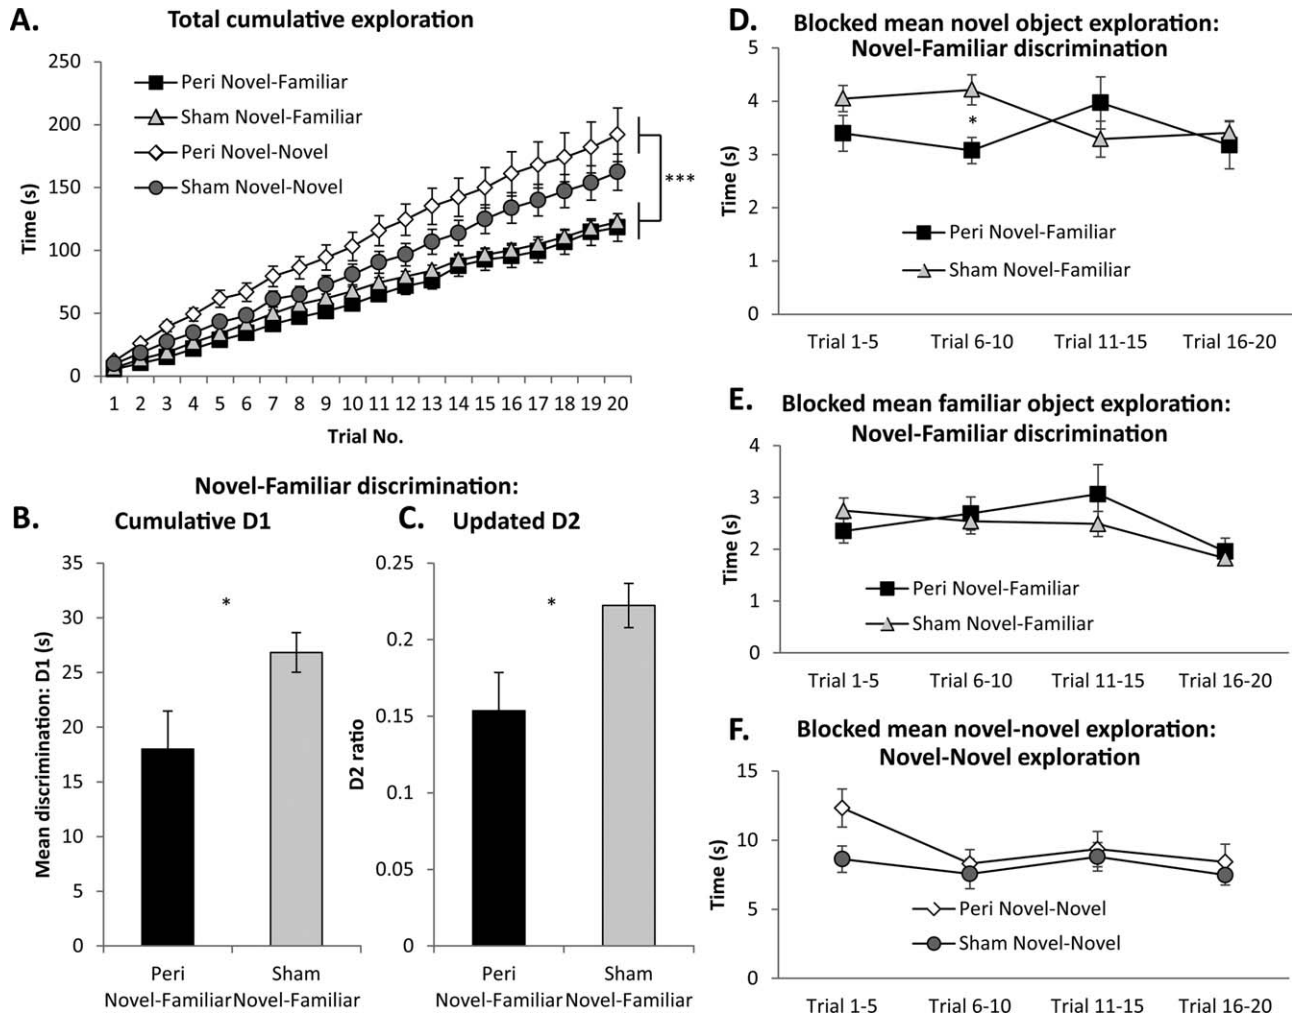 A.
Total cumulative exploration
250
200
150
100
50
0
Time (s)
Peri Novel-Familiar
Sham Novel-Familiar
Peri Novel-Novel
Sham Novel-Novel
***
1 2 3 4 5 6 7 8 9 10 11 12 13 14 15 16 17 18 19 20
Trial No.
Novel-Familiar discrimination:
B.
Cumulative D1
35
30
25
20
15
10
5
0
Mean discrimination: D1 (s)
*
Peri Novel-Familiar
Sham Novel-Familiar
C.
Updated D2
0.25
0.2
0.15
0.1
0.05
0
D2 ratio
*
Peri Novel-Familiar
Sham Novel-Familiar
D.
Blocked mean novel object exploration:
Novel-Familiar discrimination
5
4
3
2
1
0
Time (s)
*
Peri Novel-Familiar
Sham Novel-Familiar
Trial 1-5 Trial 6-10 Trial 11-15 Trial 16-20
E.
Blocked mean familiar object exploration:
Novel-Familiar discrimination
4
3
2
1
0
Time (s)
Peri Novel-Familiar
Sham Novel-Familiar
Trial 1-5 Trial 6-10 Trial 11-15 Trial 16-20
F.
Blocked mean novel-novel exploration:
Novel-Novel exploration
15
10
5
0
Time (s)
Peri Novel-Novel
Sham Novel-Novel
Trial 1-5 Trial 6-10 Trial 11-15 Trial 16-20